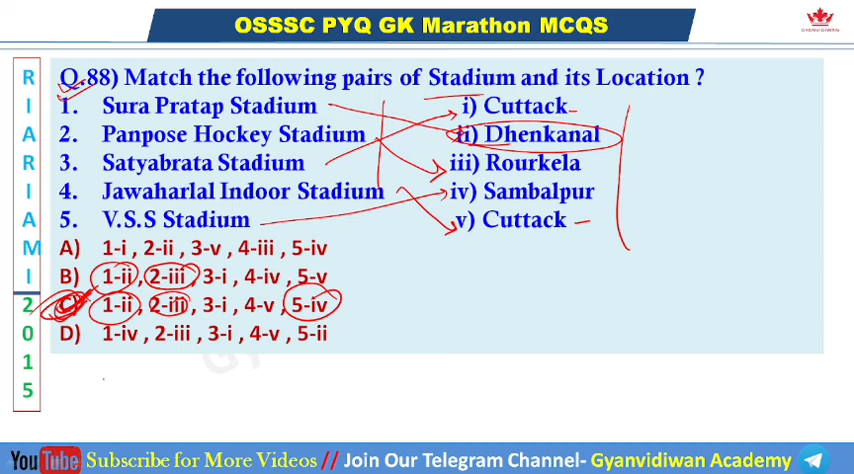 OSSSC PYQ GK Marathon MCQS
GYANVIDIWAN
RIARIAMI2015
Q.88) Match the following pairs of Stadium and its Location ?
1. Sura Pratap Stadium i) Cuttack
2. Panpose Hockey Stadium ii) Dhenkanal
3. Satyabrata Stadium iii) Rourkela
4. Jawaharlal Indoor Stadium iv) Sambalpur
5. V.S.S Stadium v) Cuttack
A) 1-i , 2-ii , 3-v , 4-iii , 5-iv
B) 1-ii , 2-iii , 3-i , 4-iv , 5-v
C) 1-ii , 2-iii , 3-i , 4-v , 5-iv
D) 1-iv , 2-iii , 3-i , 4-v , 5-ii
YouTube Subscribe for More Videos // Join Our Telegram Channel- Gyanvidiwan Academy